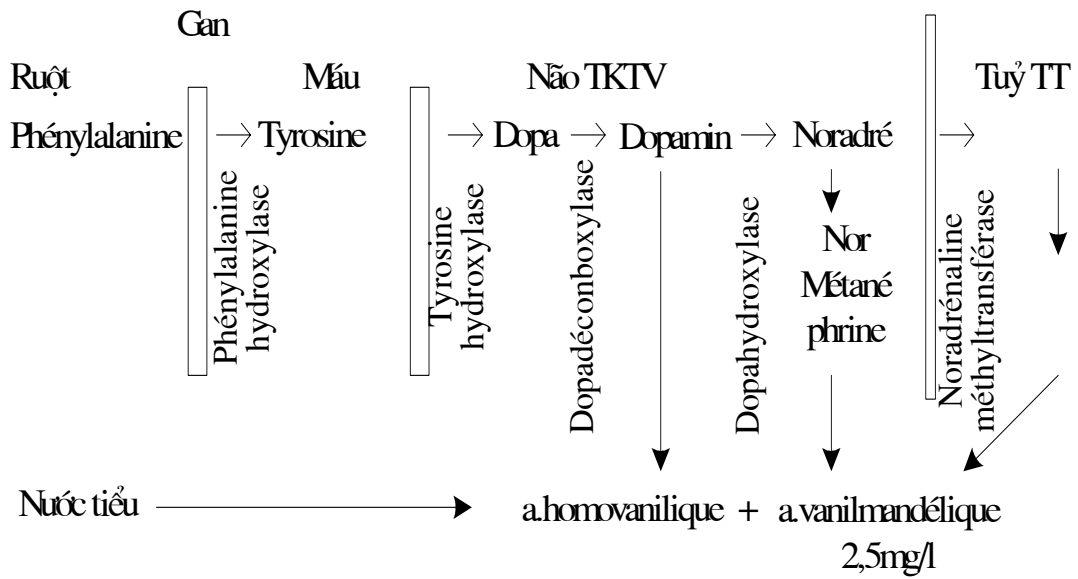 Gan
Ruột
Máu
Não TKTV
Tuỷ TT
Phénylalanine
Tyrosine
Dopa
Dopamin
Noradré
Phénylalanine
hydroxylase
Tyrosine
hydroxylase
Dopadéconboxylase
Dopahydroxylase
Nor
Métané
phrine
Noradrénaline
méthyltransférase
Nước tiểu
a.homovanilique + a.vanilmandélique
2,5mg/l